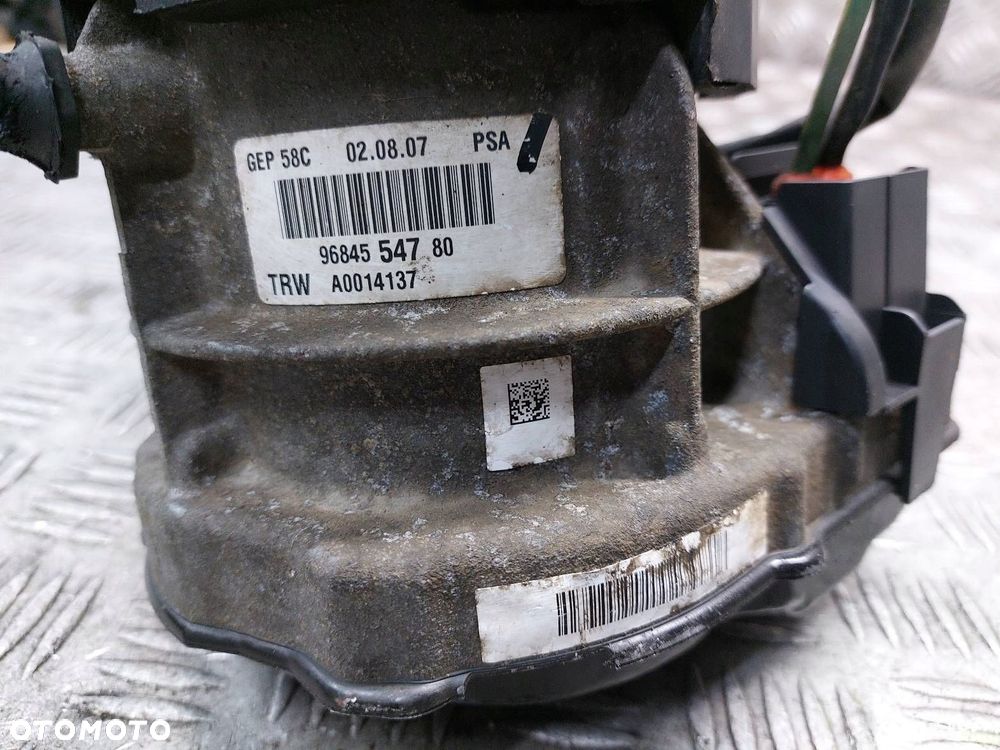 GEP 58C 02.08.07 PSA
96845 547 80
TRW A0014137
OTOMOTO